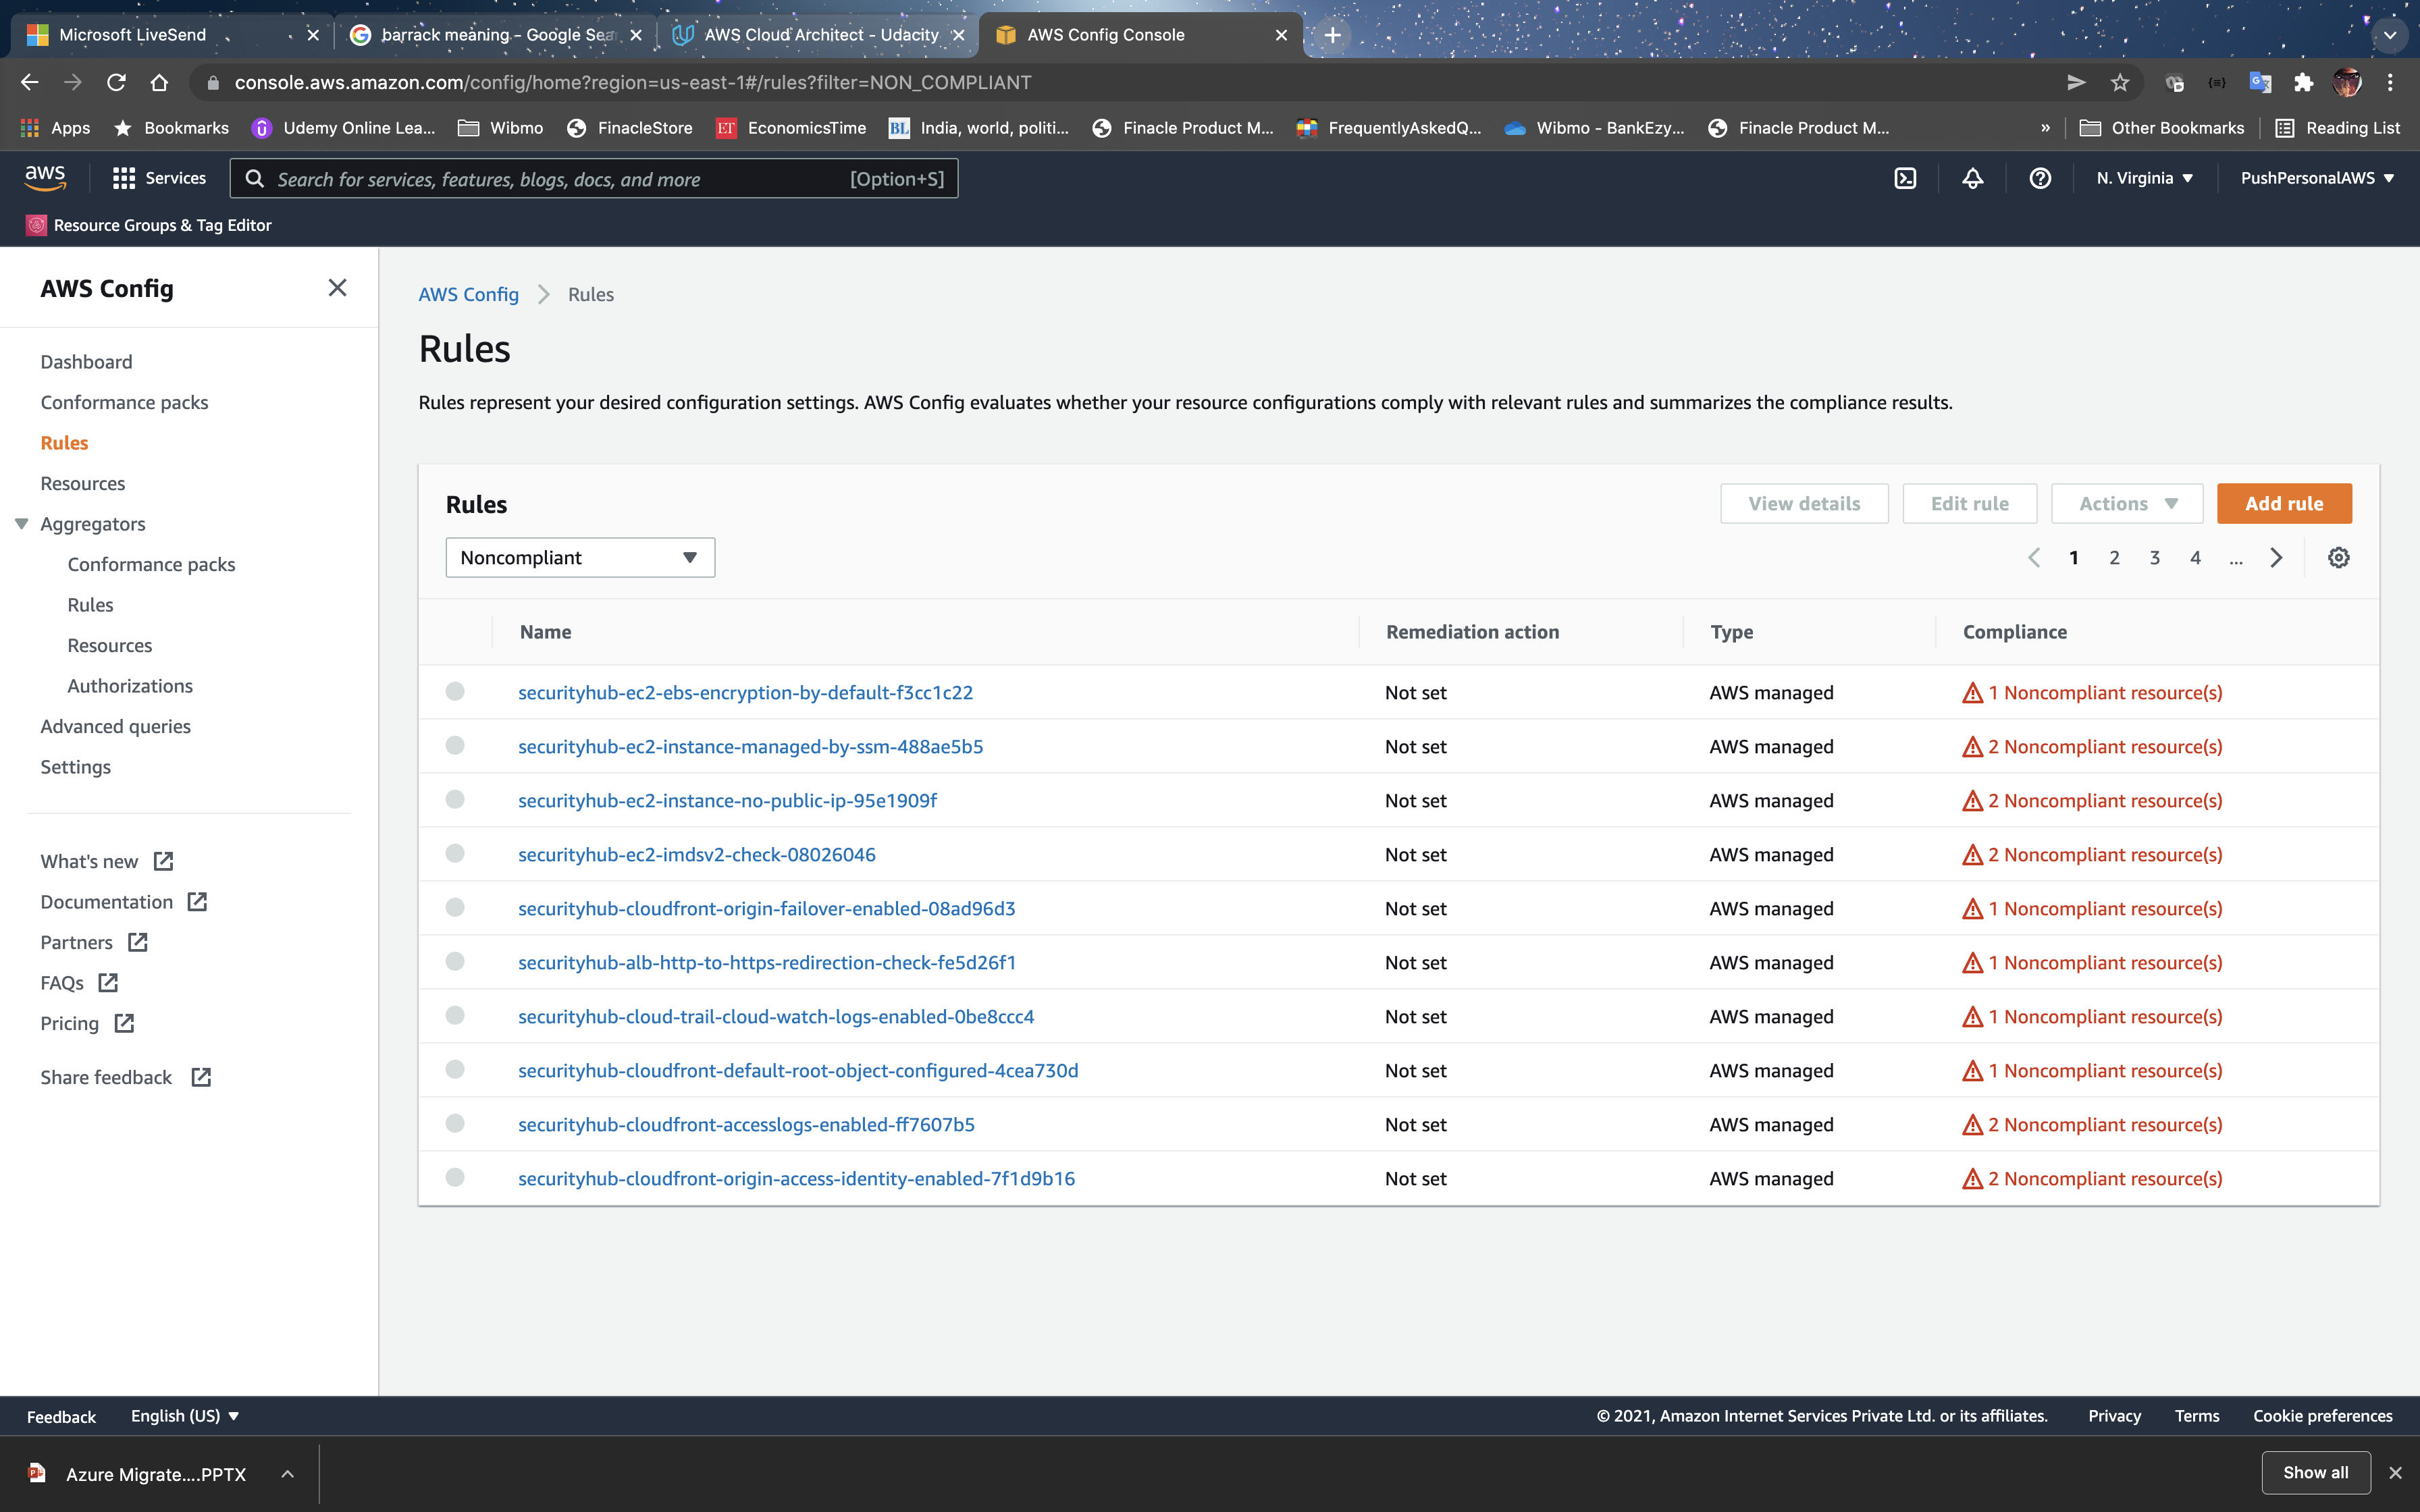 Microsoft LiveSend
barrack meaning - Google Sea
AWS Cloud Architect - Udacity
AWS Config Console
console.aws.amazon.com/config/home?region=us-east-1#/rules?filter=NON_COMPLIANT
Apps
Bookmarks
Udemy Online Lea...
Wibmo
FinacleStore
ET
EconomicsTime
BL
India, world, politi...
Finacle Product M...
FrequentlyAskedQ...
Wibmo - BankEzy...
Finacle Product M...
»
Other Bookmarks
Reading List
aws
Services
Search for services, features, blogs, docs, and more
[Option+S]
N. Virginia
PushPersonalAWS
Resource Groups & Tag Editor
AWS Config
Dashboard
Conformance packs
Rules
Resources
Aggregators
Conformance packs
Rules
Resources
Authorizations
Advanced queries
Settings
What's new
Documentation
Partners
FAQs
Pricing
Share feedback
AWS Config > Rules
Rules
Rules represent your desired configuration settings. AWS Config evaluates whether your resource configurations comply with relevant rules and summarizes the compliance results.
Rules
View details
Edit rule
Actions
Add rule
Noncompliant
1 2 3 4 ...
Name Remediation action Type Compliance
securityhub-ec2-ebs-encryption-by-default-f3cc1c22 Not set AWS managed 1 Noncompliant resource(s)
securityhub-ec2-instance-managed-by-ssm-488ae5b5 Not set AWS managed 2 Noncompliant resource(s)
securityhub-ec2-instance-no-public-ip-95e1909f Not set AWS managed 2 Noncompliant resource(s)
securityhub-ec2-imdsv2-check-08026046 Not set AWS managed 2 Noncompliant resource(s)
securityhub-cloudfront-origin-failover-enabled-08ad96d3 Not set AWS managed 1 Noncompliant resource(s)
securityhub-alb-http-to-https-redirection-check-fe5d26f1 Not set AWS managed 1 Noncompliant resource(s)
securityhub-cloud-trail-cloud-watch-logs-enabled-0be8ccc4 Not set AWS managed 1 Noncompliant resource(s)
securityhub-cloudfront-default-root-object-configured-4cea730d Not set AWS managed 1 Noncompliant resource(s)
securityhub-cloudfront-accesslogs-enabled-ff7607b5 Not set AWS managed 2 Noncompliant resource(s)
securityhub-cloudfront-origin-access-identity-enabled-7f1d9b16 Not set AWS managed 2 Noncompliant resource(s)
Feedback
English (US)
© 2021, Amazon Internet Services Private Ltd. or its affiliates.
Privacy
Terms
Cookie preferences
Azure Migrate....PPTX
Show all